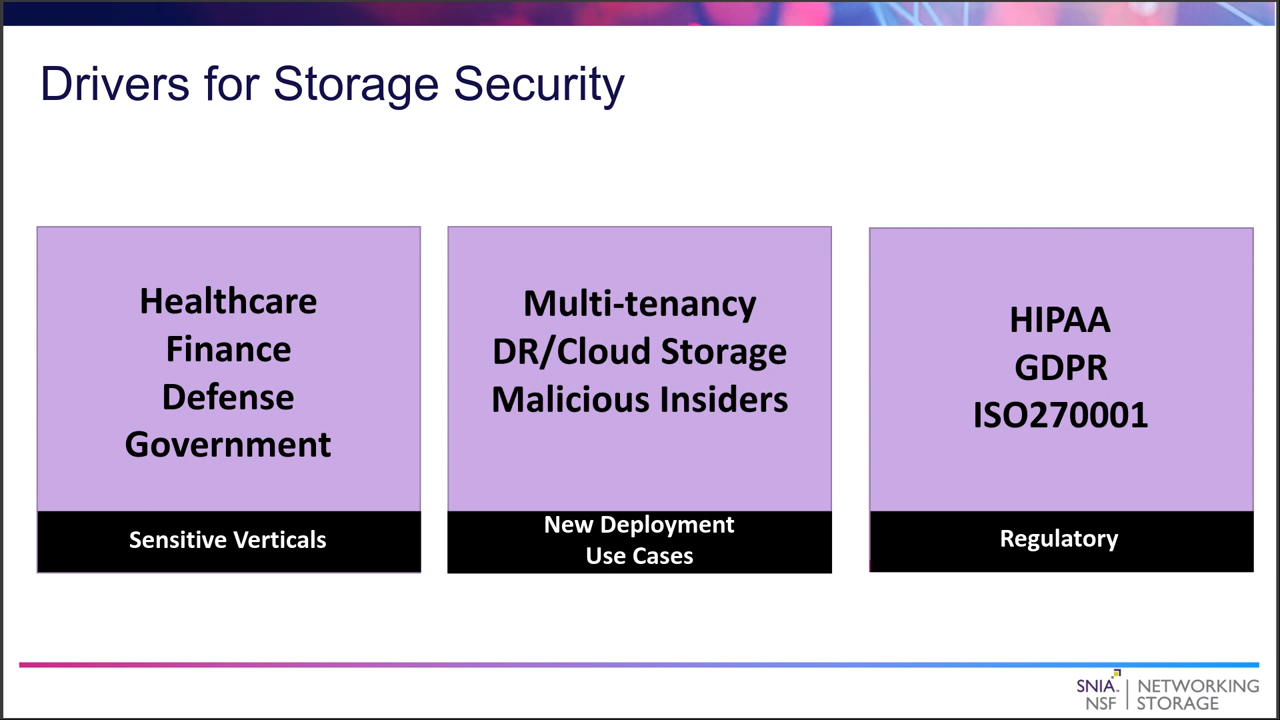 Drivers for Storage Security
Healthcare
Finance
Defense
Government
Sensitive Verticals
Multi-tenancy
DR/Cloud Storage
Malicious Insiders
New Deployment
Use Cases
HIPAA
GDPR
ISO270001
Regulatory
SNIA
NSF
NETWORKING
STORAGE